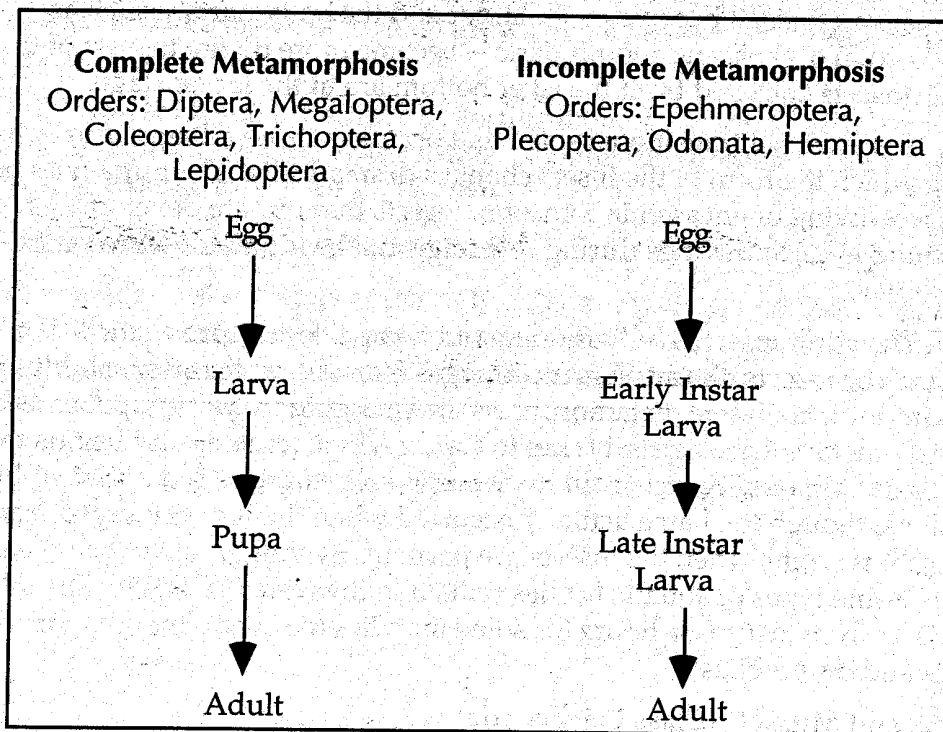 Complete Metamorphosis
Orders: Diptera, Megaloptera,
Coleoptera, Trichoptera,
Lepidoptera
Egg
Larva
Pupa
Adult
Incomplete Metamorphosis
Orders: Epehmeroptera,
Plecoptera, Odonata, Hemiptera
Egg
Early Instar
Larva
Late Instar
Larva
Adult